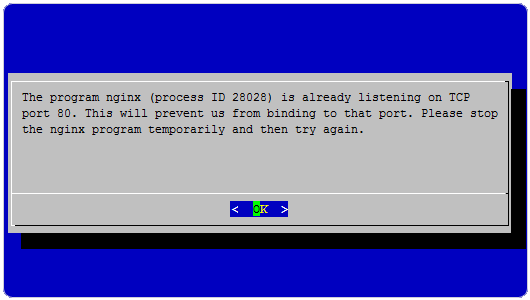 The program nginx (process ID 28028) is already listening on TCP
port 80. This will prevent us from binding to that port. Please stop
the nginx program temporarily and then try again.
< OK >